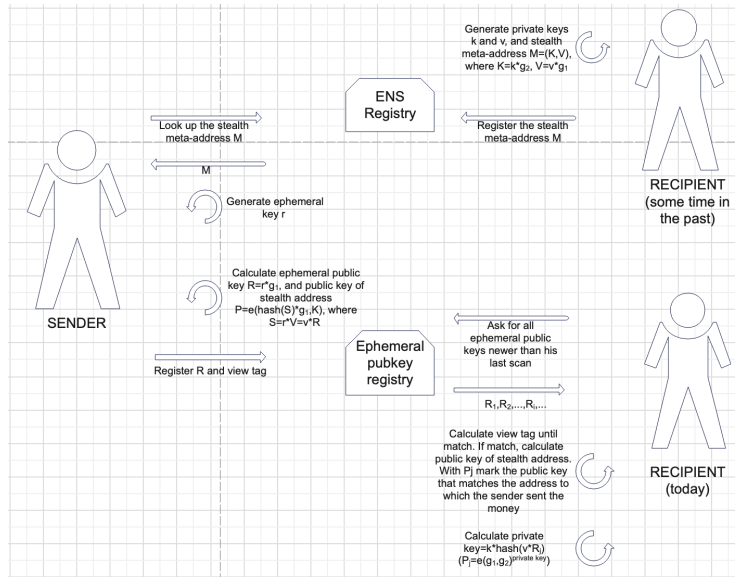 Generate private keys
k and v, and stealth
meta-address M=(K,V),
where K=k*g₂, V=v*g₁
ENS
Registry
Look up the stealth
meta-address M
Register the stealth
meta-address M
M
RECIPIENT
(some time in
the past)
Generate ephemeral
key r
Calculate ephemeral public
key R=r*g₁, and public key of
stealth address
P=e(hash(S)*g₁,K), where
S=r*V=v*R
SENDER
Ask for all
ephemeral public
keys newer than his
last scan
Ephemeral
pubkey
registry
Register R and view tag
R₁,R₂,...,Rᵢ,...
Calculate view tag until
match. If match, calculate
public key of stealth address.
With Pj mark the public key
that matches the address to
which the sender sent the
money
RECIPIENT
(today)
Calculate private
key=k*hash(v*Rⱼ)
(Pⱼ=e(g₁,g₂)^private key)